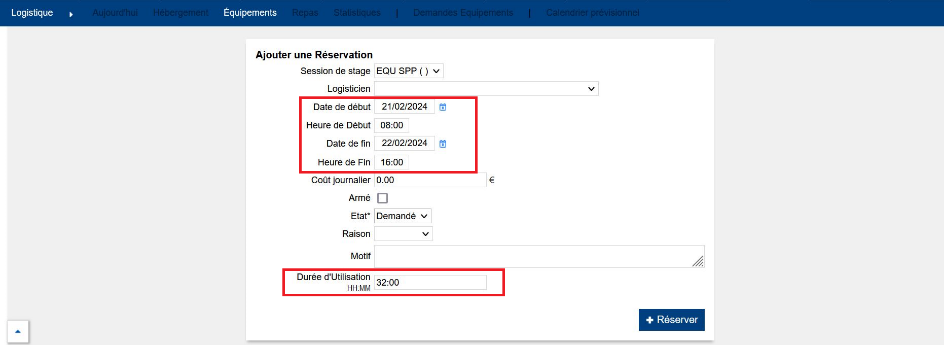 Logistique Aujourd'hui Hébergement Équipements Repas Statistiques | Demandes Equipements | Calendrier prévisionnel
Ajouter une Réservation
Session de stage EQU SPP ( )
Logisticien
Date de début 21/02/2024
Heure de Début 08:00
Date de fin 22/02/2024
Heure de Fin 16:00
Coût journalier 0.00 €
Armé
Etat* Demandé
Raison
Motif
Durée d'Utilisation
HH:MM 32:00
+ Réserver